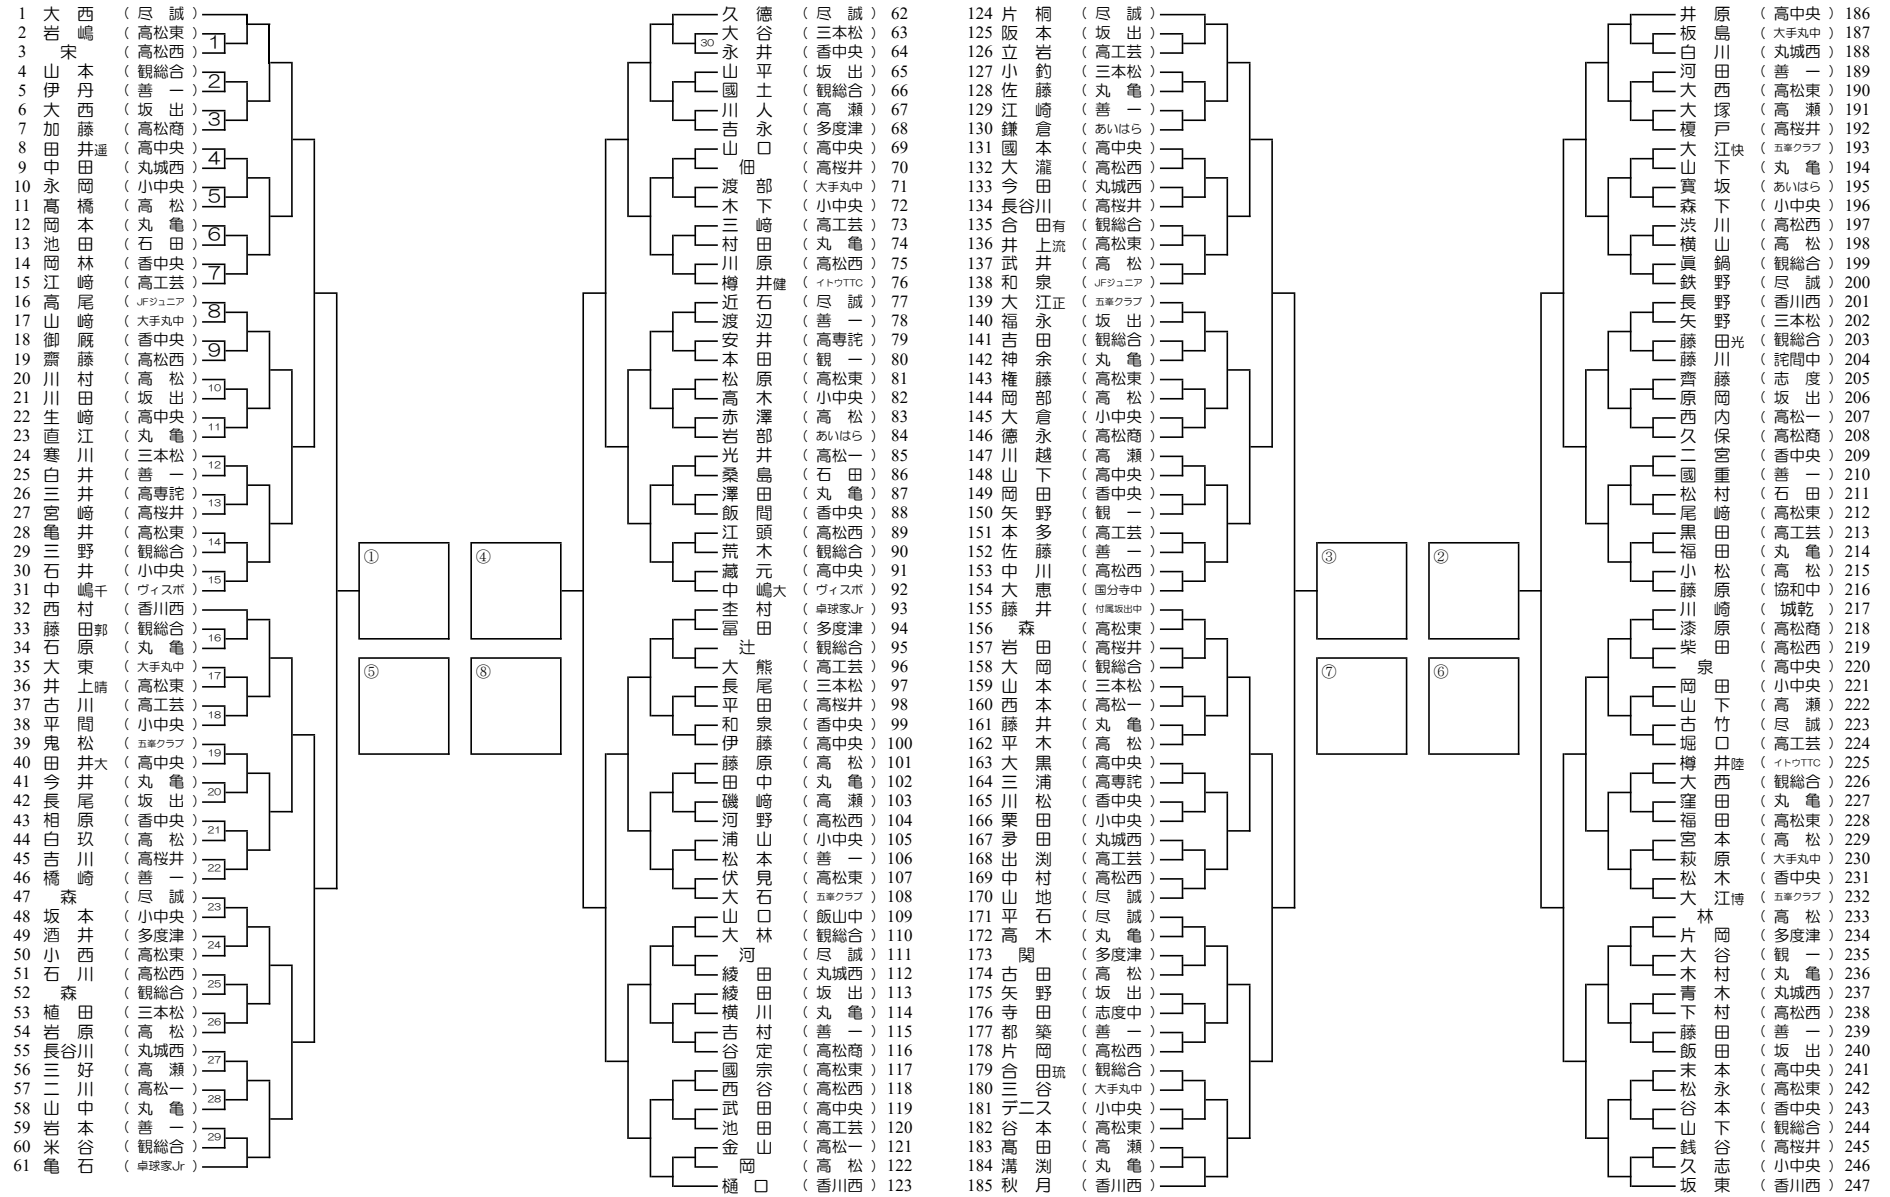 1 大西 （尽誠）
2 岩嶋 （高松東）
3 宋 （高松西）
4 山本 （観総合）
5 伊丹 （善一）
6 大西 （坂出）
7 加藤 （高松商）
8 田井遥 （高中央）
9 中田 （丸城西）
10 永岡 （小中央）
11 髙橋 （高松）
12 岡本 （丸亀）
13 池田 （石田）
14 岡林 （香中央）
15 江﨑 （高工芸）
16 高尾 （JFジュニア）
17 山﨑 （大手丸中）
18 御厩 （香中央）
19 齋藤 （高松西）
20 川村 （高松）
21 川田 （坂出）
22 生﨑 （高中央）
23 直江 （丸亀）
24 寒川 （三本松）
25 白井 （善一）
26 三井 （高専詫）
27 宮﨑 （高桜井）
28 亀井 （高松東）
29 三野 （観総合）
30 石井 （小中央）
31 中嶋千 （ヴィスポ）
32 西村 （香川西）
33 藤田郭 （観総合）
34 石原 （丸亀）
35 大東 （大手丸中）
36 井上晴 （高松東）
37 古川 （高工芸）
38 平間 （小中央）
39 鬼松 （五峯クラブ）
40 田井大 （高中央）
41 今井 （丸亀）
42 長尾 （坂出）
43 相原 （香中央）
44 白玖 （高松）
45 吉川 （高桜井）
46 橋崎 （善一）
47 森 （尽誠）
48 坂本 （小中央）
49 酒井 （多度津）
50 小西 （高松東）
51 石川 （高松西）
52 森 （観総合）
53 植田 （三本松）
54 岩原 （高松）
55 長谷川 （丸城西）
56 三好 （高瀬）
57 二川 （高松一）
58 山中 （丸亀）
59 岩本 （善一）
60 米谷 （観総合）
61 亀石 （卓球家Jr）
1
2
3
4
5
6
7
8
9
10
11
12
13
14
15
16
17
18
19
20
21
22
23
24
25
26
27
28
29
① ④
⑤ ⑧
30
久德 （尽誠） 62
大谷 （三本松） 63
永井 （香中央） 64
山平 （坂出） 65
國土 （観総合） 66
川人 （高瀬） 67
吉永 （多度津） 68
山口 （高中央） 69
佃 （高桜井） 70
渡部 （大手丸中） 71
木下 （小中央） 72
三﨑 （高工芸） 73
村田 （丸亀） 74
川原 （高松西） 75
樽井健 （イトウTTC） 76
近石 （尽誠） 77
渡辺 （善一） 78
安井 （高専詫） 79
本田 （観一） 80
松原 （高松東） 81
高木 （小中央） 82
赤澤 （高松） 83
岩部 （あいはら） 84
光井 （高松一） 85
桑島 （石田） 86
澤田 （丸亀） 87
飯間 （香中央） 88
江頭 （高松西） 89
荒木 （観総合） 90
藏元 （高中央） 91
中嶋大 （ヴィスポ） 92
杢村 （卓球家Jr） 93
冨田 （多度津） 94
辻 （観総合） 95
大熊 （高工芸） 96
長尾 （三本松） 97
平田 （高桜井） 98
和泉 （香中央） 99
伊藤 （高中央） 100
藤原 （高松） 101
田中 （丸亀） 102
磯﨑 （高瀬） 103
河野 （高松西） 104
浦山 （小中央） 105
松本 （善一） 106
伏見 （高松東） 107
大石 （五峯クラブ） 108
山口 （飯山中） 109
大林 （観総合） 110
河 （尽誠） 111
綾田 （丸城西） 112
綾田 （坂出） 113
横川 （丸亀） 114
吉村 （善一） 115
谷定 （高松商） 116
國宗 （高松東） 117
西谷 （高松西） 118
武田 （高中央） 119
池田 （高工芸） 120
金山 （高松一） 121
岡 （高松） 122
樋口 （香川西） 123
124 片桐 （尽誠）
125 阪本 （坂出）
126 立岩 （高工芸）
127 小釣 （三本松）
128 佐藤 （丸亀）
129 江崎 （善一）
130 鎌倉 （あいはら）
131 國本 （高中央）
132 大瀧 （高松西）
133 今田 （丸城西）
134 長谷川 （高桜井）
135 合田有 （観総合）
136 井上流 （高松東）
137 武井 （高松）
138 和泉 （JFジュニア）
139 大江正 （五峯クラブ）
140 福永 （坂出）
141 吉田 （観総合）
142 神余 （丸亀）
143 権藤 （高松東）
144 岡部 （高松）
145 大倉 （小中央）
146 德永 （高松商）
147 川越 （高瀬）
148 山下 （高中央）
149 岡田 （香中央）
150 矢野 （観一）
151 本多 （高工芸）
152 佐藤 （善一）
153 中川 （高松西）
154 大恵 （国分寺中）
155 藤井 （付属坂出中）
156 森 （高松東）
157 岩田 （高桜井）
158 大岡 （観総合）
159 山本 （三本松）
160 西本 （高松一）
161 藤井 （丸亀）
162 平木 （高松）
163 大黒 （高中央）
164 三浦 （高専詫）
165 川松 （香中央）
166 栗田 （小中央）
167 夛田 （丸城西）
168 出渕 （高工芸）
169 中村 （高松西）
170 山地 （尽誠）
171 平石 （尽誠）
172 高木 （丸亀）
173 関 （多度津）
174 古田 （高松）
175 矢野 （坂出）
176 寺田 （志度中）
177 都築 （善一）
178 片岡 （高松西）
179 合田琉 （観総合）
180 三谷 （大手丸中）
181 デニス （小中央）
182 谷本 （高松東）
183 髙田 （高瀬）
184 溝渕 （丸亀）
185 秋月 （香川西）
③ ②
⑦ ⑥
井原 （高中央） 186
板島 （大手丸中） 187
白川 （丸城西） 188
河田 （善一） 189
大西 （高松東） 190
大塚 （高瀬） 191
榎戸 （高桜井） 192
大江快 （五峯クラブ） 193
山下 （丸亀） 194
寳坂 （あいはら） 195
森下 （小中央） 196
渋川 （高松西） 197
横山 （高松） 198
眞鍋 （観総合） 199
鉄野 （尽誠） 200
長野 （香川西） 201
矢野 （三本松） 202
藤田光 （観総合） 203
藤川 （詫間中） 204
齊藤 （志度） 205
原岡 （坂出） 206
西内 （高松一） 207
久保 （高松商） 208
二宮 （香中央） 209
國重 （善一） 210
松村 （石田） 211
尾﨑 （高松東） 212
黒田 （高工芸） 213
福田 （丸亀） 214
小松 （高松） 215
藤原 （協和中） 216
川崎 （城乾） 217
漆原 （高松商） 218
柴田 （高松西） 219
泉 （高中央） 220
岡田 （小中央） 221
山下 （高瀬） 222
古竹 （尽誠） 223
堀口 （高工芸） 224
樽井陸 （イトウTTC） 225
大西 （観総合） 226
窪田 （丸亀） 227
福田 （高松東） 228
宮本 （高松） 229
萩原 （大手丸中） 230
松木 （香中央） 231
大江博 （五峯クラブ） 232
林 （高松） 233
片岡 （多度津） 234
大谷 （観一） 235
木村 （丸亀） 236
青木 （丸城西） 237
下村 （高松西） 238
藤田 （善一） 239
飯田 （坂出） 240
末本 （高中央） 241
松永 （高松東） 242
谷本 （香中央） 243
山下 （観総合） 244
銭谷 （高桜井） 245
久志 （小中央） 246
坂東 （香川西） 247